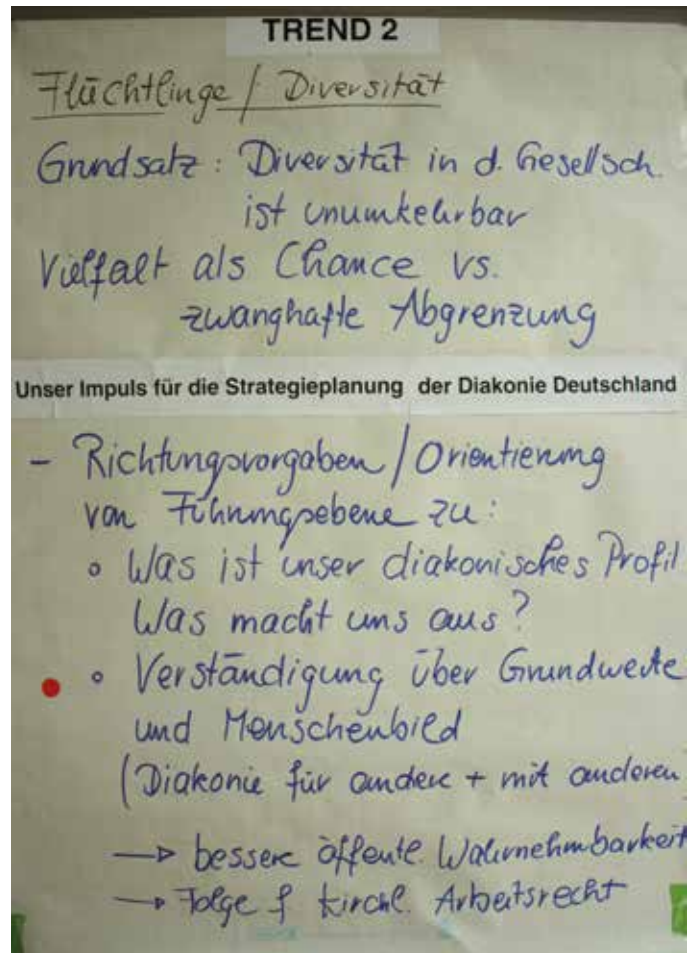 TREND 2
Flüchtlinge / Diversität
Grundsatz: Diversität in d. Gesellsch.
ist unumkehrbar
Vielfalt als Chance vs.
zwanghafte Abgrenzung
Unser Impuls für die Strategieplanung der Diakonie Deutschland
- Richtungsvorgaben / Orientierung
von Führungsebene zu:
o Was ist unser diakonisches Profil
Was macht uns aus?
o Verständigung über Grundwerte
und Menschenbild
(Diakonie für andere + mit anderen
→ bessere öffentl. Wahrnehmbarkeit
→ Folge f kirchl. Arbeitsrecht